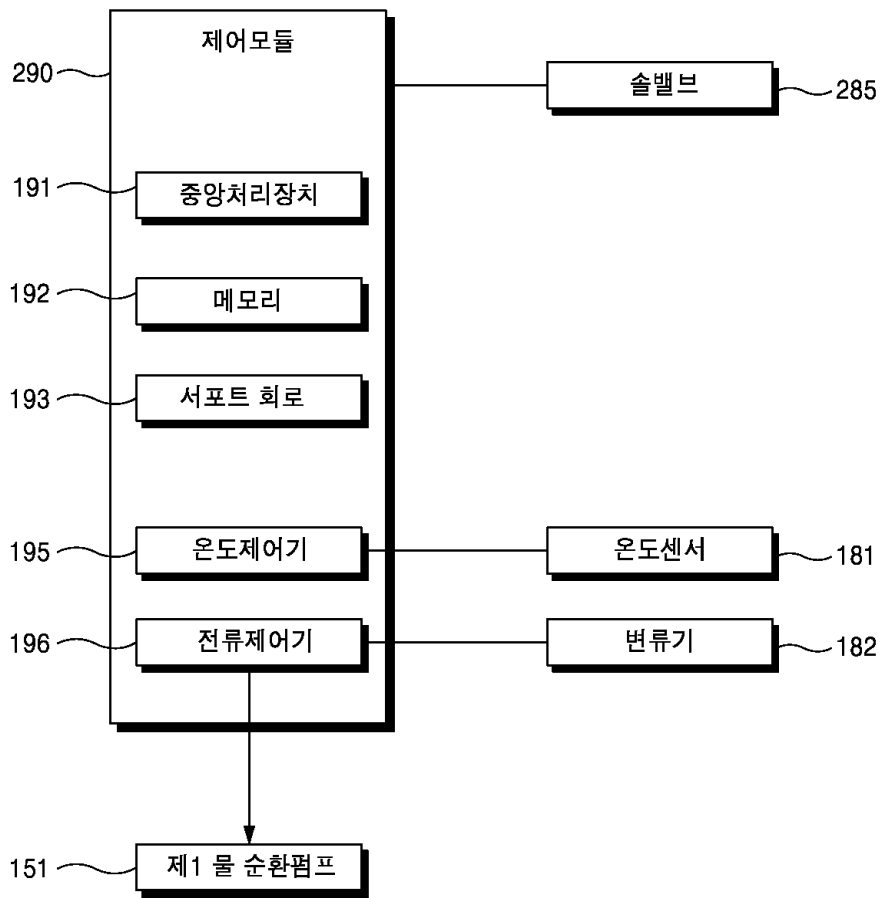 제어모듈
290
솔밸브
285
191
중앙처리장치
192
메모리
193
서포트 회로
195
온도제어기
온도센서
181
196
전류제어기
변류기
182
151
제1 물 순환펌프